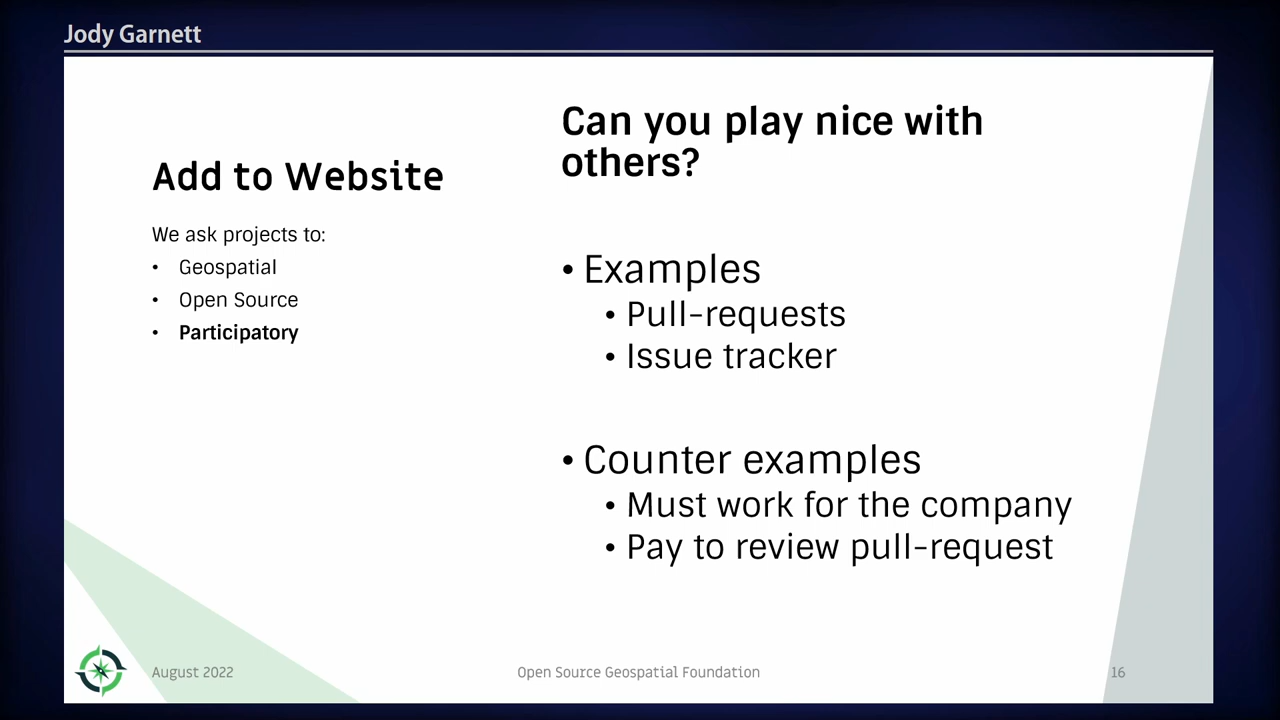 Jody Garnett
Add to Website
We ask projects to:
• Geospatial
• Open Source
• Participatory
Can you play nice with
others?
• Examples
• Pull-requests
• Issue tracker
• Counter examples
• Must work for the company
• Pay to review pull-request
August 2022
Open Source Geospatial Foundation
16